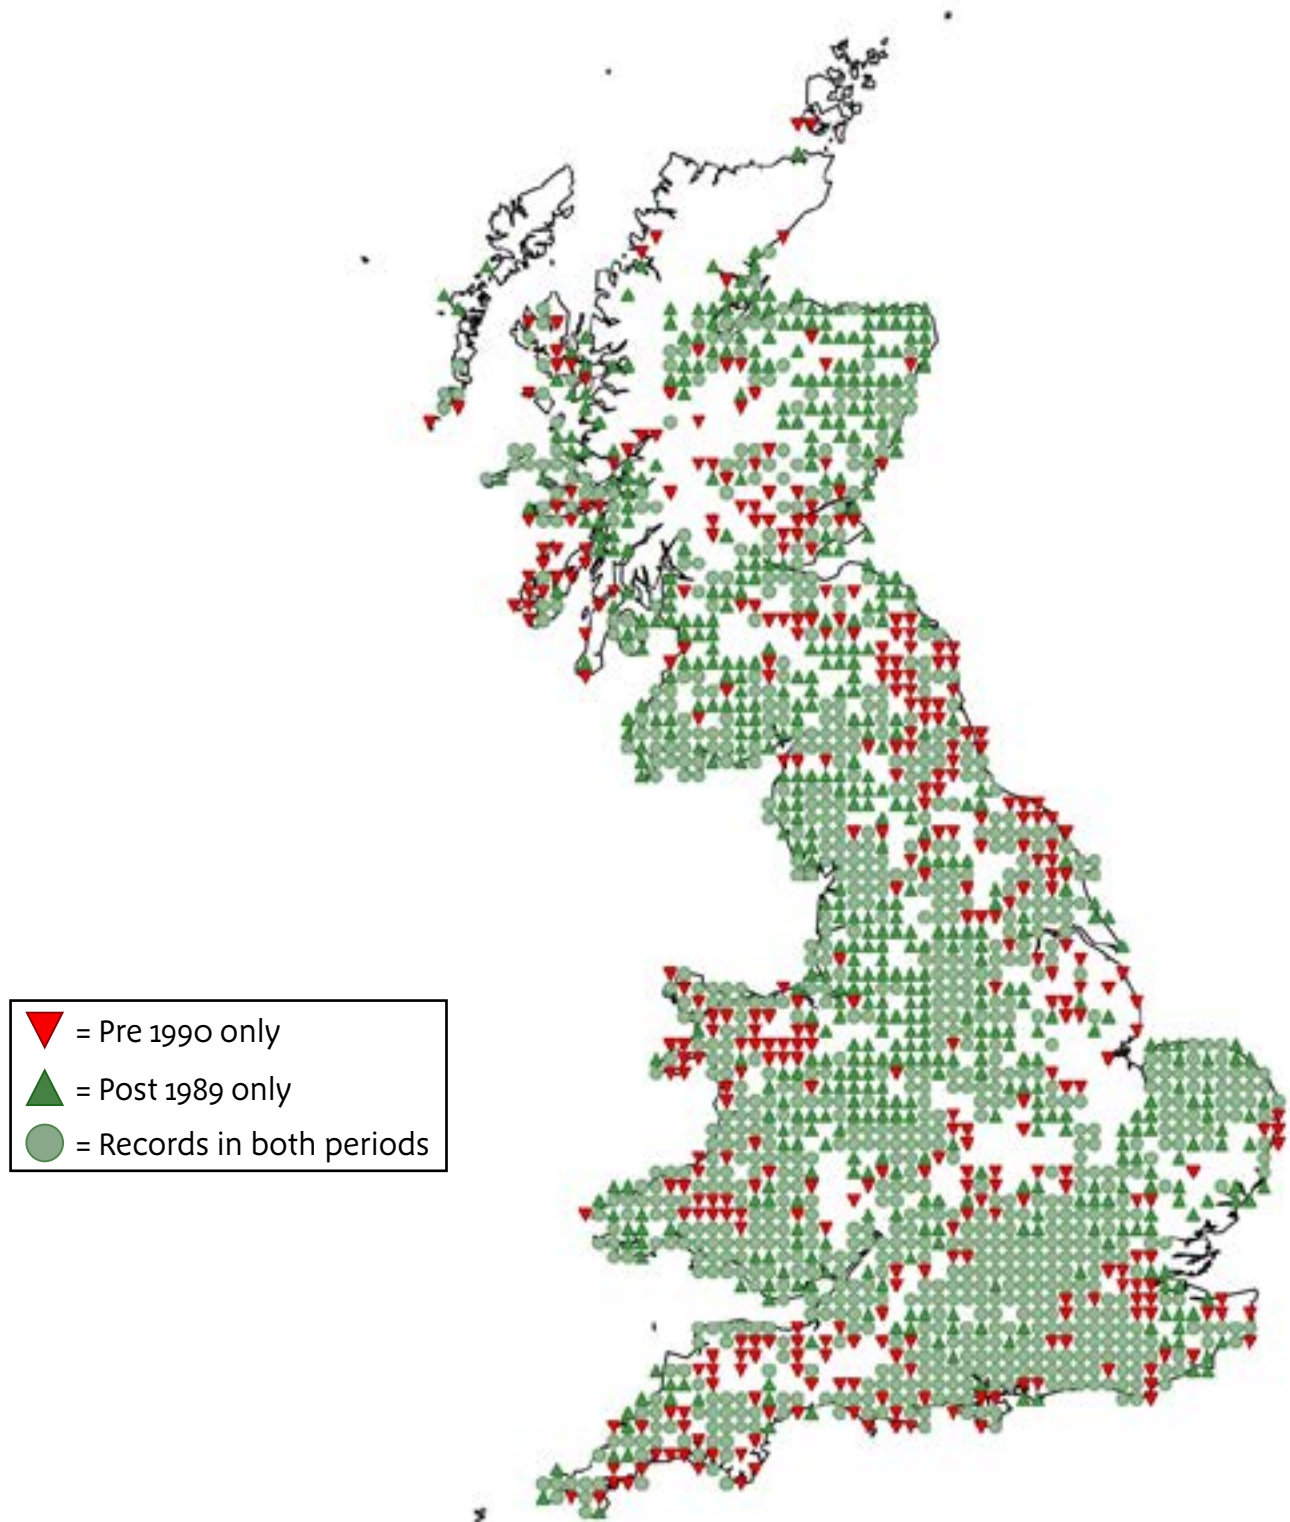 = Pre 1990 only
= Post 1989 only
= Records in both periods